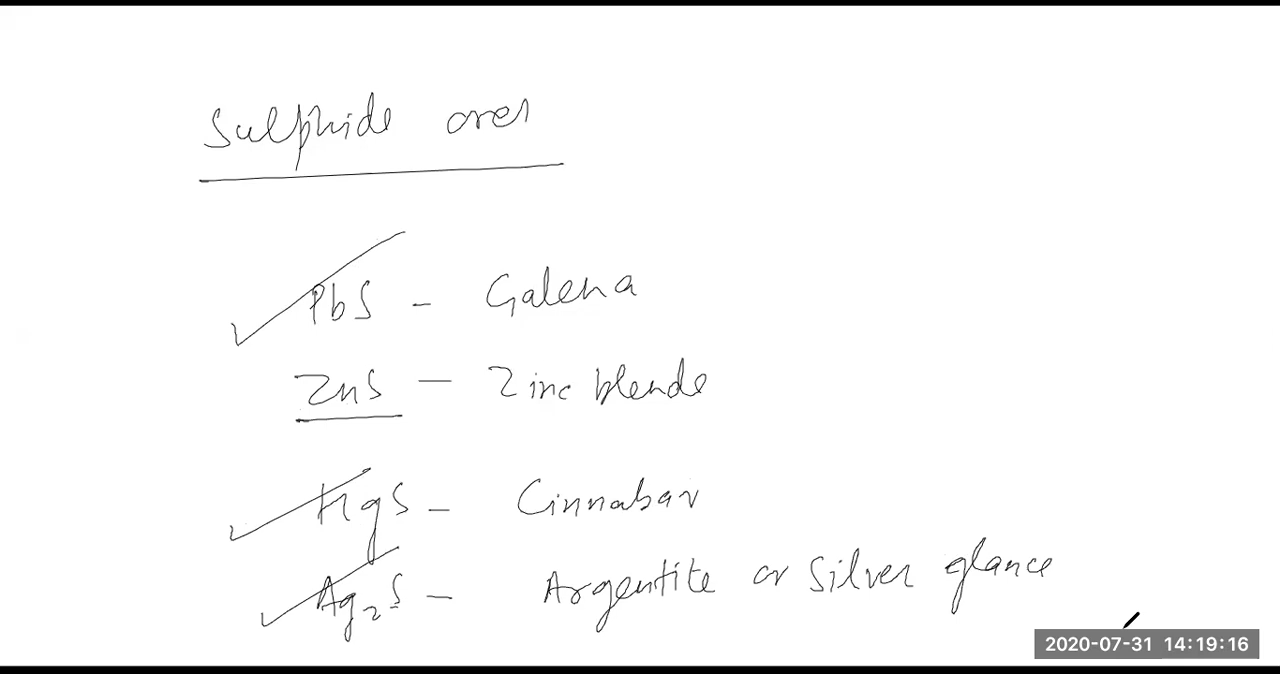 Sulphide ores
PbS - Galena
ZnS - Zinc blende
HgS - Cinnabar
Ag₂S - Argentite or Silver glance
2020-07-31 14:19:16